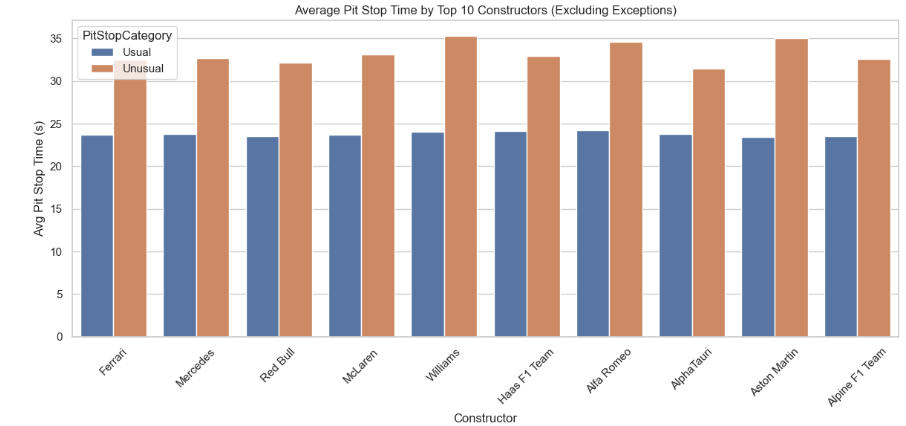 Average Pit Stop Time by Top 10 Constructors (Excluding Exceptions)
PitStopCategory
Usual
Unusual
Avg Pit Stop Time (s)
35
30
25
20
15
10
5
0
Ferrari
Mercedes
Red Bull
McLaren
Williams
Haas F1 Team
Alfa Romeo
AlphaTauri
Aston Martin
Alpine F1 Team
Constructor